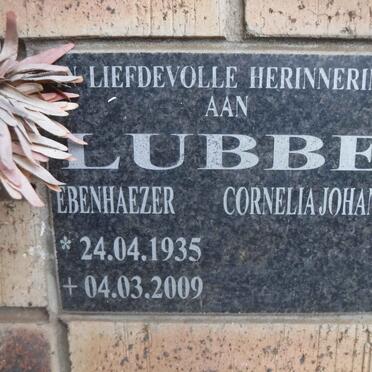 N LIEFDEVOLLE HERINNERIN
AAN
LUBBE
EBENHAEZER CORNELIA JOHAN
* 24.04.1935
+ 04.03.2009